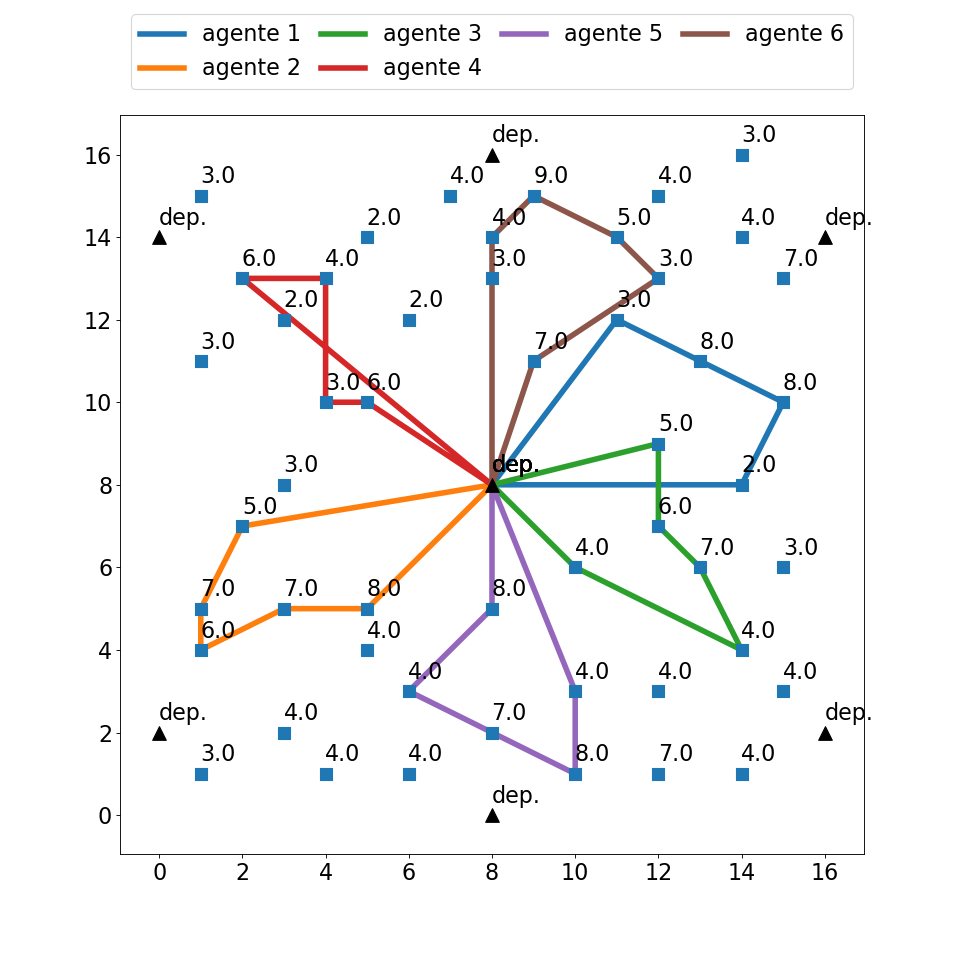 agente 1 agente 3 agente 5 agente 6
agente 2 agente 4
3.0
dep.
16
3.0 4.0 9.0 4.0
dep. 2.0 4.0 5.0 4.0 dep.
14
6.0 4.0 3.0 3.0 7.0
2.0 2.0 3.0
12
3.0 7.0 8.0
3.0 6.0 8.0
10
5.0
3.0 dep. 2.0
8
5.0 6.0
4.0 7.0 3.0
6
7.0 7.0 8.0 8.0
6.0 4.0 4.0
4
4.0 4.0 4.0 4.0
dep. 4.0 7.0 dep.
2
3.0 4.0 4.0 8.0 7.0 4.0
dep.
0
0 2 4 6 8 10 12 14 16